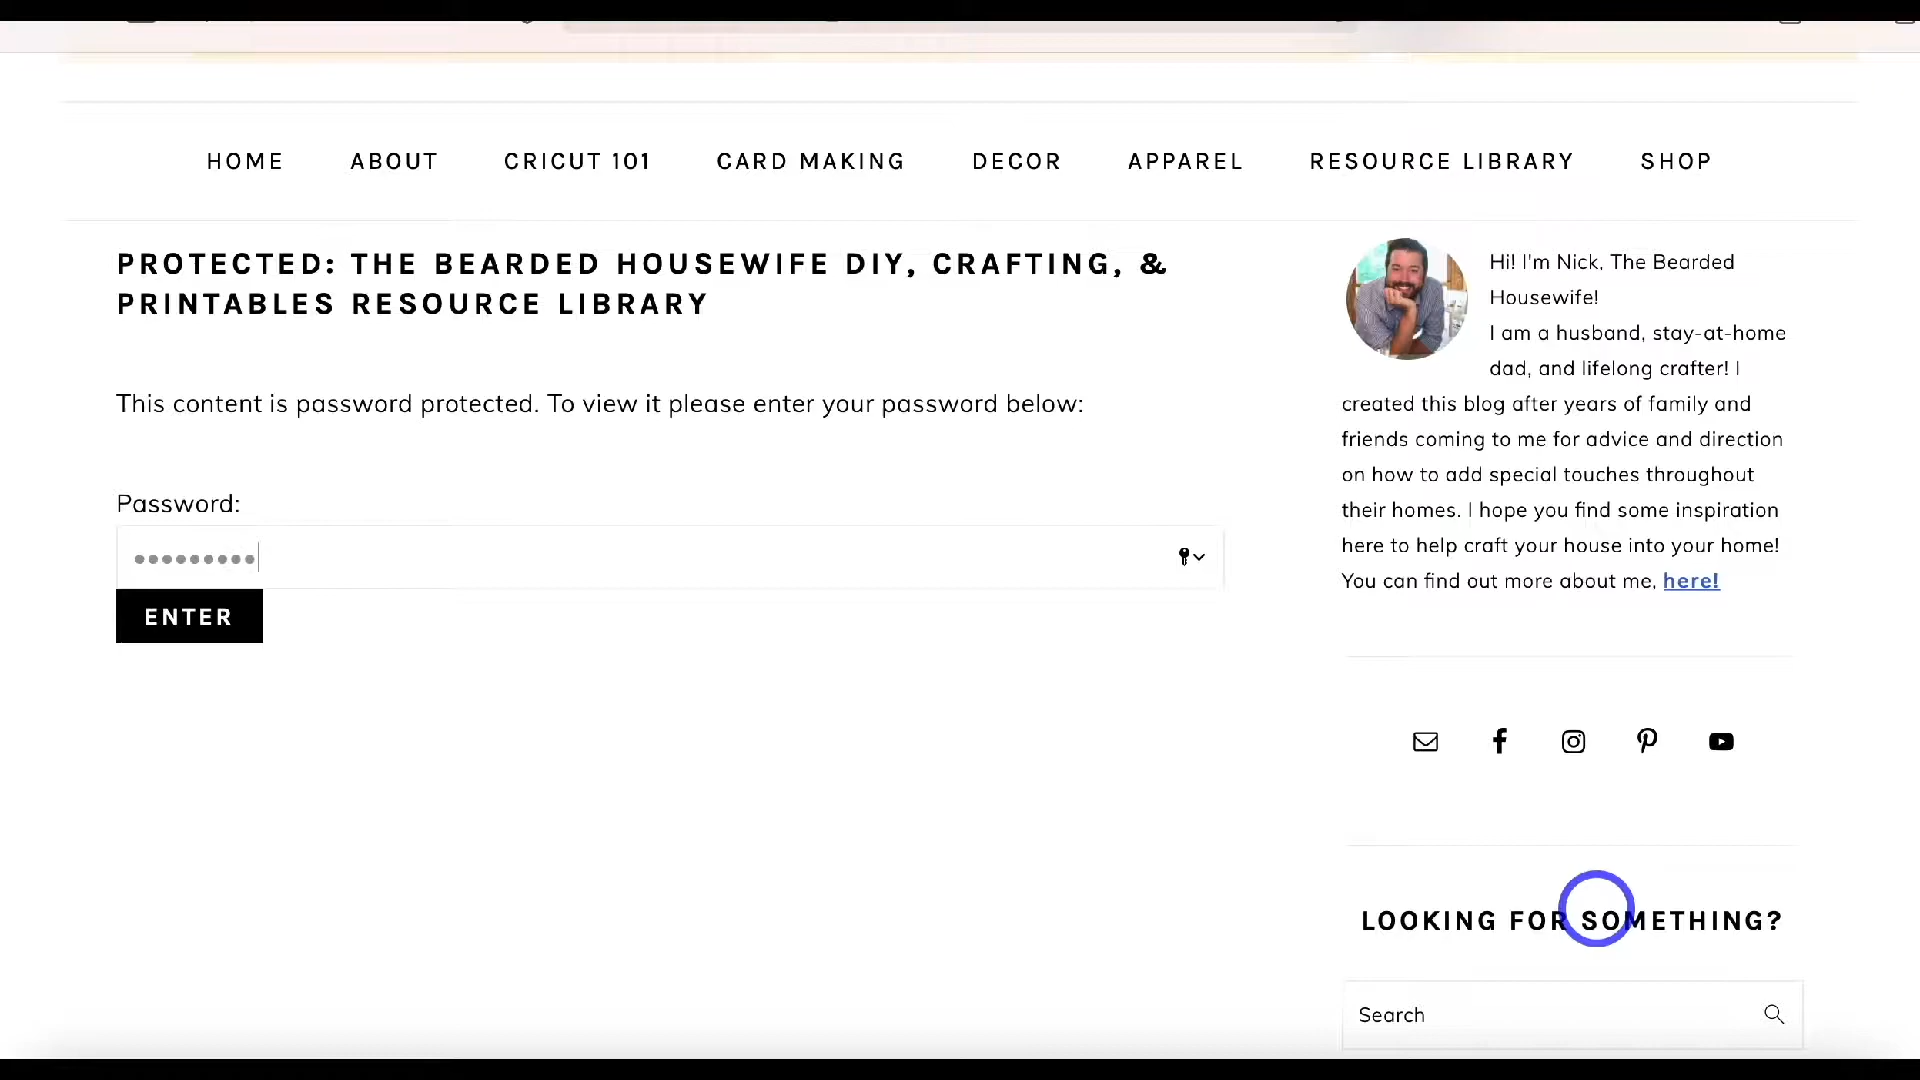 HOME ABOUT CRICUT 101 CARD MAKING DECOR APPAREL RESOURCE LIBRARY SHOP
PROTECTED: THE BEARDED HOUSEWIFE DIY, CRAFTING, &
PRINTABLES RESOURCE LIBRARY
This content is password protected. To view it please enter your password below:
Password:
ENTER
Hi! I'm Nick, The Bearded
Housewife!
I am a husband, stay-at-home
dad, and lifelong crafter! I
created this blog after years of family and
friends coming to me for advice and direction
on how to add special touches throughout
their homes. I hope you find some inspiration
here to help craft your house into your home!
You can find out more about me, here!
LOOKING FOR SOMETHING?
Search